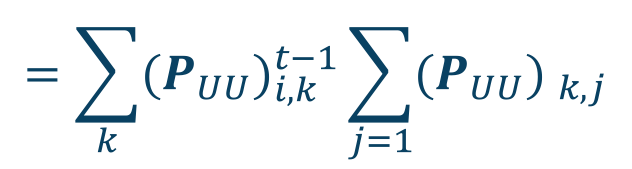 = ∑_k (P_UU)^{t−1}_{i,k} ∑_{j=1} (P_UU)_{k,j}